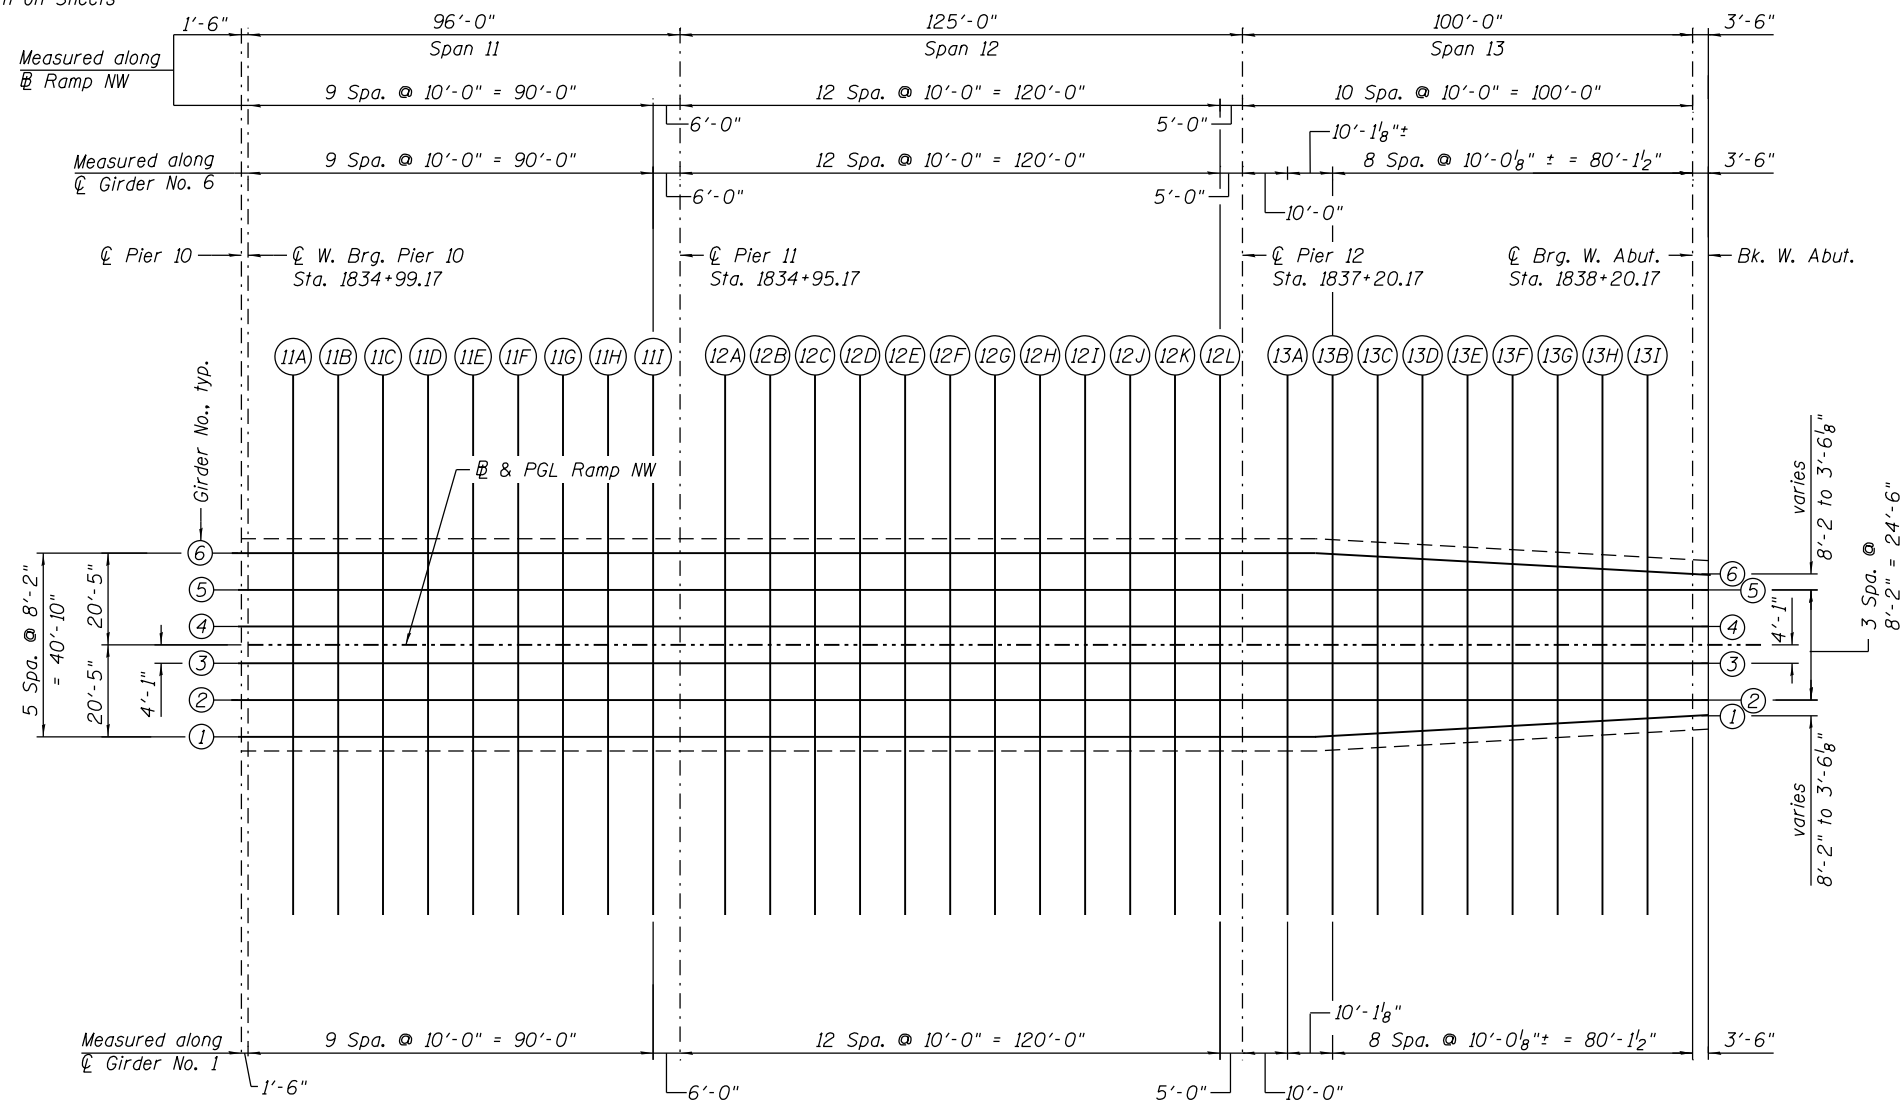 1'-6" 96'-0" 125'-0" 100'-0" 3'-6"
Span 11 Span 12 Span 13
Measured along
℄ Ramp NW
9 Spa. @ 10'-0" = 90'-0" 12 Spa. @ 10'-0" = 120'-0" 10 Spa. @ 10'-0" = 100'-0"
6'-0" 5'-0" 10'-1⅛"±
Measured along
℄ Girder No. 6
9 Spa. @ 10'-0" = 90'-0" 12 Spa. @ 10'-0" = 120'-0" 8 Spa. @ 10'-0⅛" ± = 80'-1½" 3'-6"
6'-0" 5'-0" 10'-0"
℄ Pier 10
℄ W. Brg. Pier 10
Sta. 1834+99.17
℄ Pier 11
Sta. 1834+95.17
℄ Pier 12
Sta. 1837+20.17
℄ Brg. W. Abut.
Sta. 1838+20.17
Bk. W. Abut.
11A 11B 11C 11D 11E 11F 11G 11H 11I 12A 12B 12C 12D 12E 12F 12G 12H 12I 12J 12K 12L 13A 13B 13C 13D 13E 13F 13G 13H 13I
Girder No., typ.
℄ & PGL Ramp NW
6
5
4
3
2
1
5 Spa. @ 8'-2"
= 40'-10"
20'-5"
20'-5"
4'-1"
6
5
4
3
2
1
varies
8'-2 to 3'-6⅛"
4'-1"
3 Spa. @
8'-2" = 24'-6"
varies
8'-2" to 3'-6⅛"
10'-1⅛"
Measured along
℄ Girder No. 1
9 Spa. @ 10'-0" = 90'-0" 12 Spa. @ 10'-0" = 120'-0" 8 Spa. @ 10'-0⅛"± = 80'-1½" 3'-6"
1'-6" 6'-0" 5'-0" 10'-0"